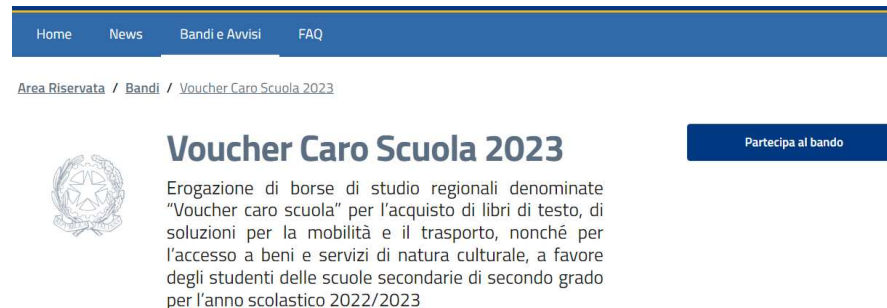 Home News Bandi e Avvisi FAQ
Area Riservata / Bandi / Voucher Caro Scuola 2023
Voucher Caro Scuola 2023
Partecipa al bando
Erogazione di borse di studio regionali denominate
“Voucher caro scuola” per l’acquisto di libri di testo, di
soluzioni per la mobilità e il trasporto, nonché per
l’accesso a beni e servizi di natura culturale, a favore
degli studenti delle scuole secondarie di secondo grado
per l’anno scolastico 2022/2023